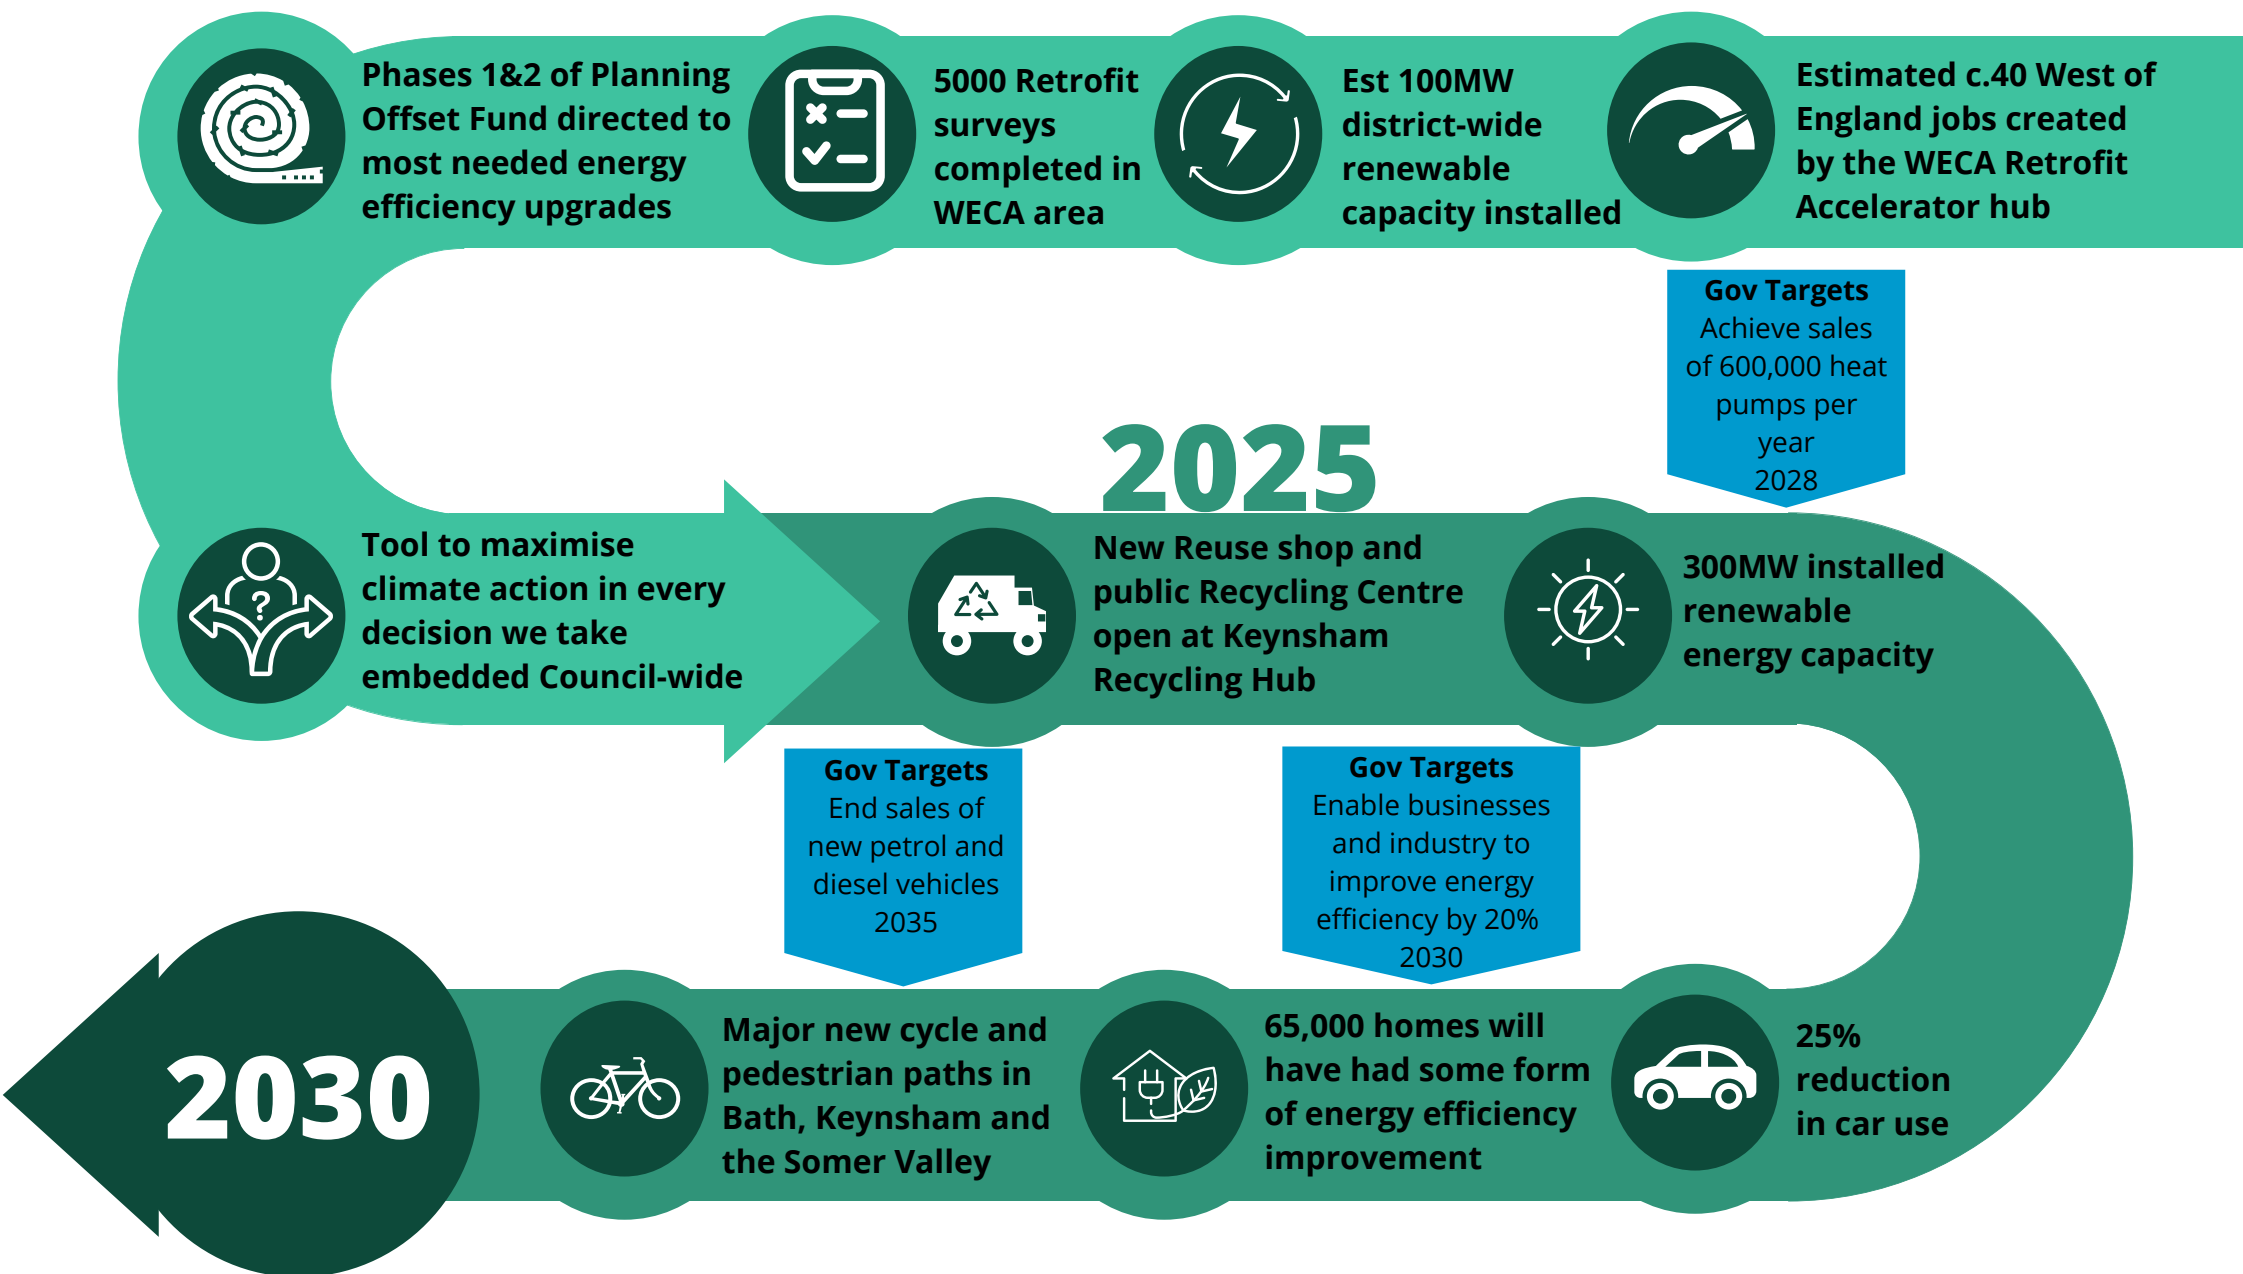 Phases 1&2 of Planning
Offset Fund directed to
most needed energy
efficiency upgrades
5000 Retrofit
surveys
completed in
WECA area
Est 100MW
district-wide
renewable
capacity installed
Estimated c.40 West of
England jobs created
by the WECA Retrofit
Accelerator hub
Gov Targets
Achieve sales
of 600,000 heat
pumps per
year
2028
Tool to maximise
climate action in every
decision we take
embedded Council-wide
?
2025
New Reuse shop and
public Recycling Centre
open at Keynsham
Recycling Hub
300MW installed
renewable
energy capacity
Gov Targets
End sales of
new petrol and
diesel vehicles
2035
Gov Targets
Enable businesses
and industry to
improve energy
efficiency by 20%
2030
2030
Major new cycle and
pedestrian paths in
Bath, Keynsham and
the Somer Valley
65,000 homes will
have had some form
of energy efficiency
improvement
25%
reduction
in car use